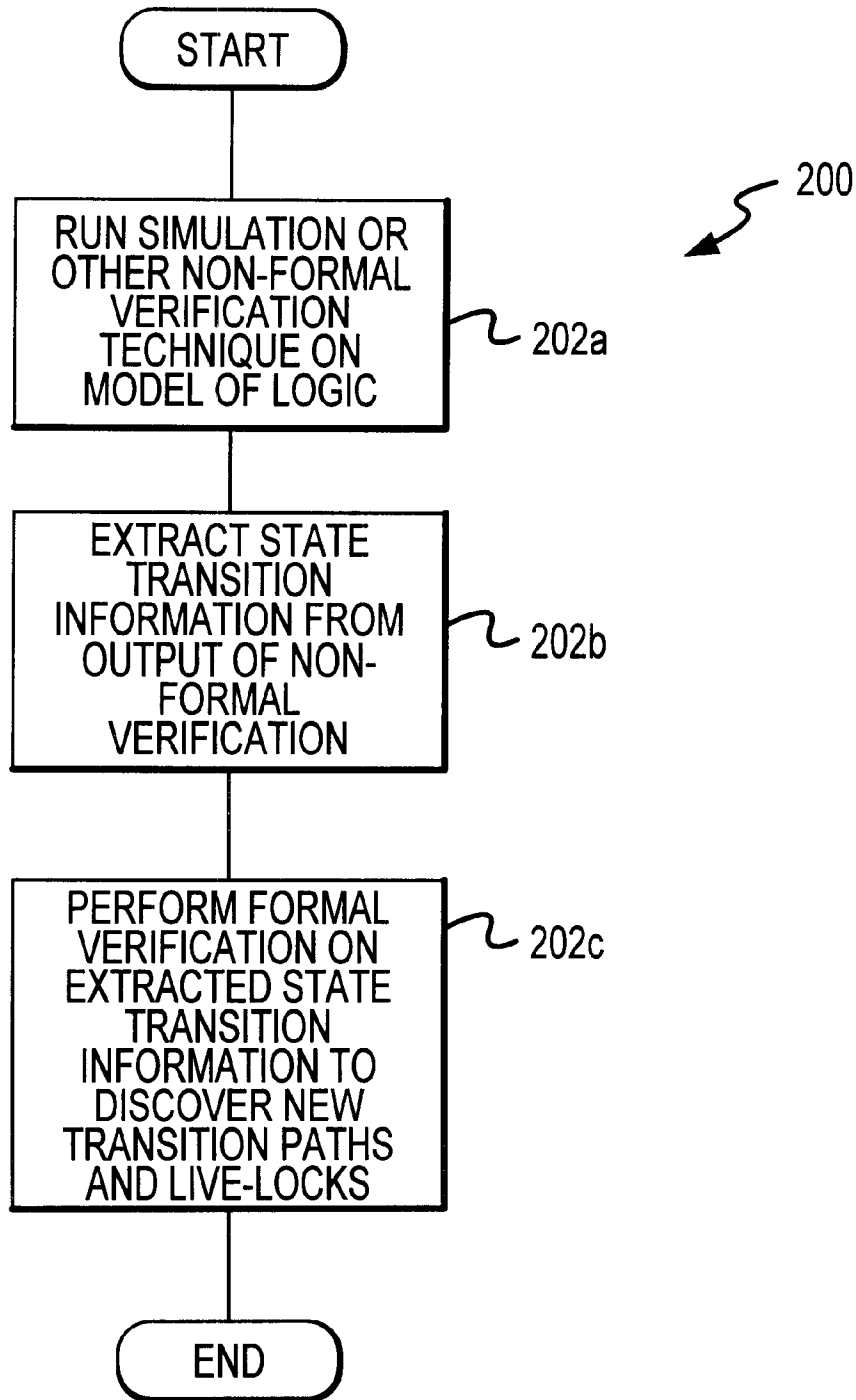 START
200
RUN SIMULATION OR
OTHER NON-FORMAL
VERIFICATION
TECHNIQUE ON
MODEL OF LOGIC
202a
EXTRACT STATE
TRANSITION
INFORMATION FROM
OUTPUT OF NON-
FORMAL
VERIFICATION
202b
PERFORM FORMAL
VERIFICATION ON
EXTRACTED STATE
TRANSITION
INFORMATION TO
DISCOVER NEW
TRANSITION PATHS
AND LIVE-LOCKS
202c
END